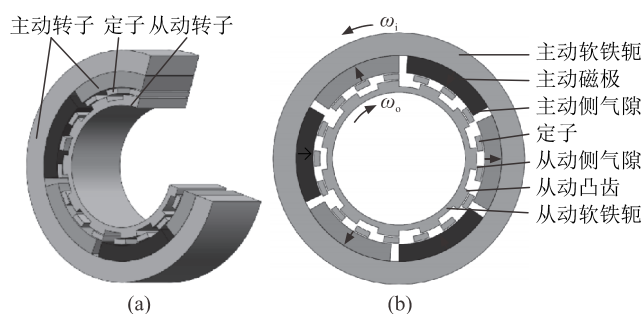 主动转子 定子 从动转子
(a)
ωi
ωo
主动软铁轭
主动磁极
主动侧气隙
定子
从动侧气隙
从动凸齿
从动软铁轭
(b)